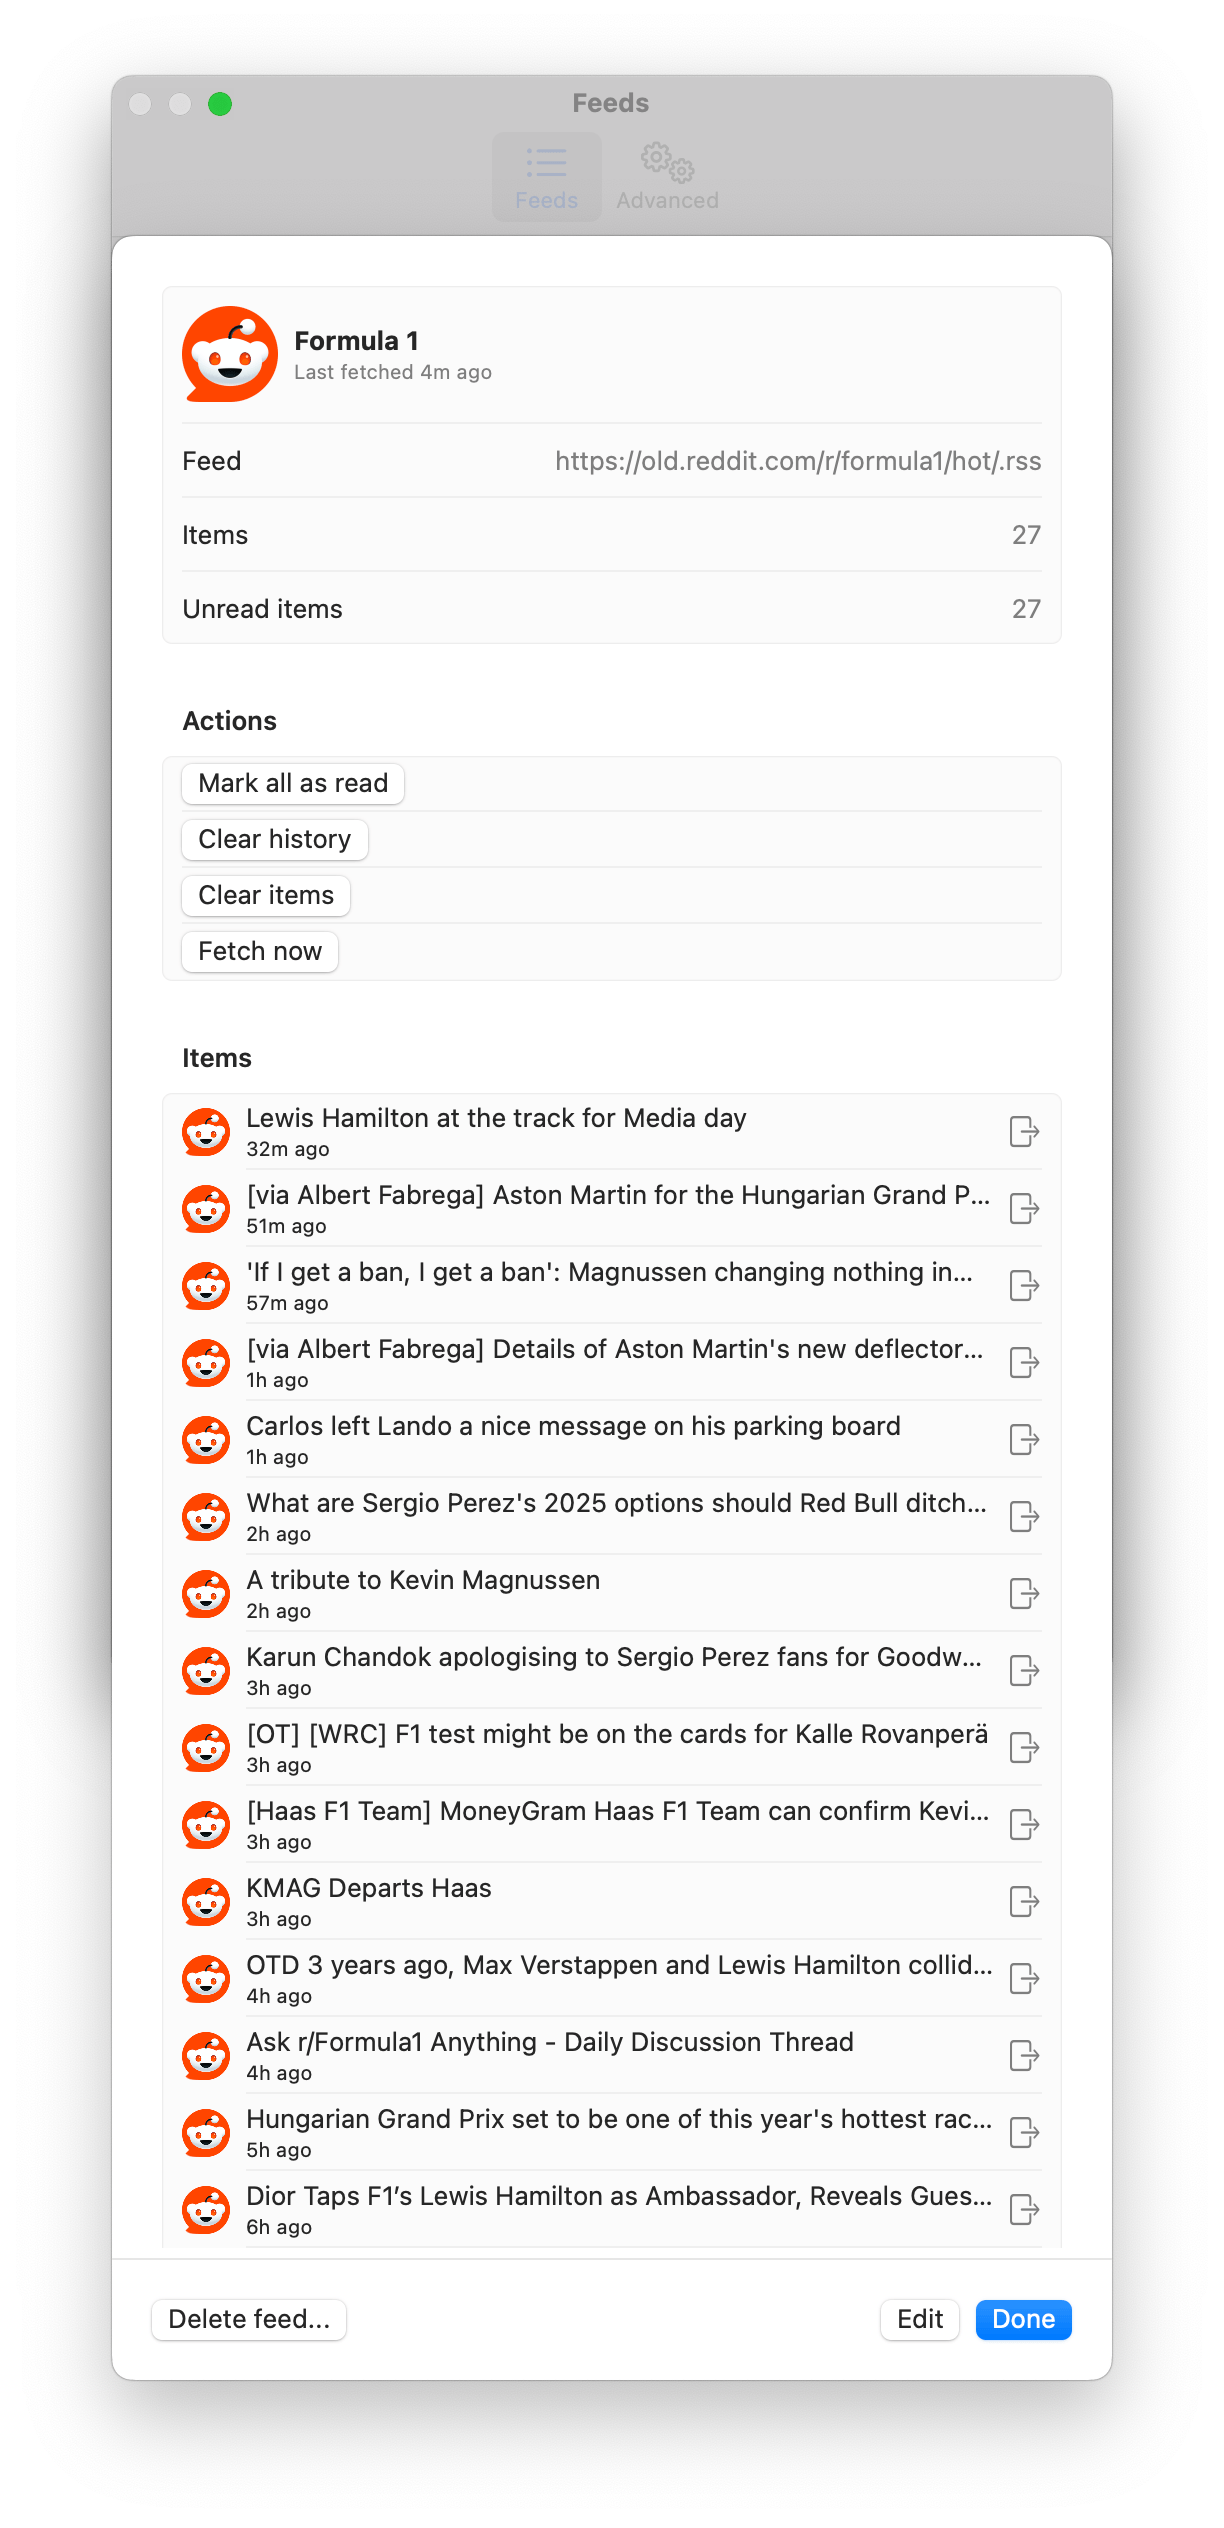 Feeds
Feeds
Advanced
Formula 1
Last fetched 4m ago
Feed
https://old.reddit.com/r/formula1/hot/.rss
Items
27
Unread items
27
Actions
Mark all as read
Clear history
Clear items
Fetch now
Items
Lewis Hamilton at the track for Media day
32m ago
[via Albert Fabrega] Aston Martin for the Hungarian Grand P...
51m ago
'If I get a ban, I get a ban': Magnussen changing nothing in...
57m ago
[via Albert Fabrega] Details of Aston Martin's new deflector...
1h ago
Carlos left Lando a nice message on his parking board
1h ago
What are Sergio Perez's 2025 options should Red Bull ditch...
2h ago
A tribute to Kevin Magnussen
2h ago
Karun Chandok apologising to Sergio Perez fans for Goodw...
3h ago
[OT] [WRC] F1 test might be on the cards for Kalle Rovanperä
3h ago
[Haas F1 Team] MoneyGram Haas F1 Team can confirm Kevi...
3h ago
KMAG Departs Haas
3h ago
OTD 3 years ago, Max Verstappen and Lewis Hamilton collid...
4h ago
Ask r/Formula1 Anything - Daily Discussion Thread
4h ago
Hungarian Grand Prix set to be one of this year's hottest rac...
5h ago
Dior Taps F1’s Lewis Hamilton as Ambassador, Reveals Gues...
6h ago
Delete feed...
Edit
Done